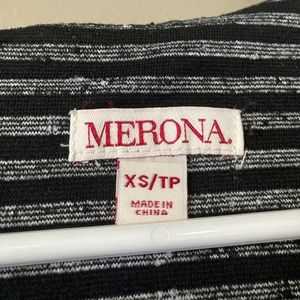 MERONA.
XS/TP
MADE IN
CHINA